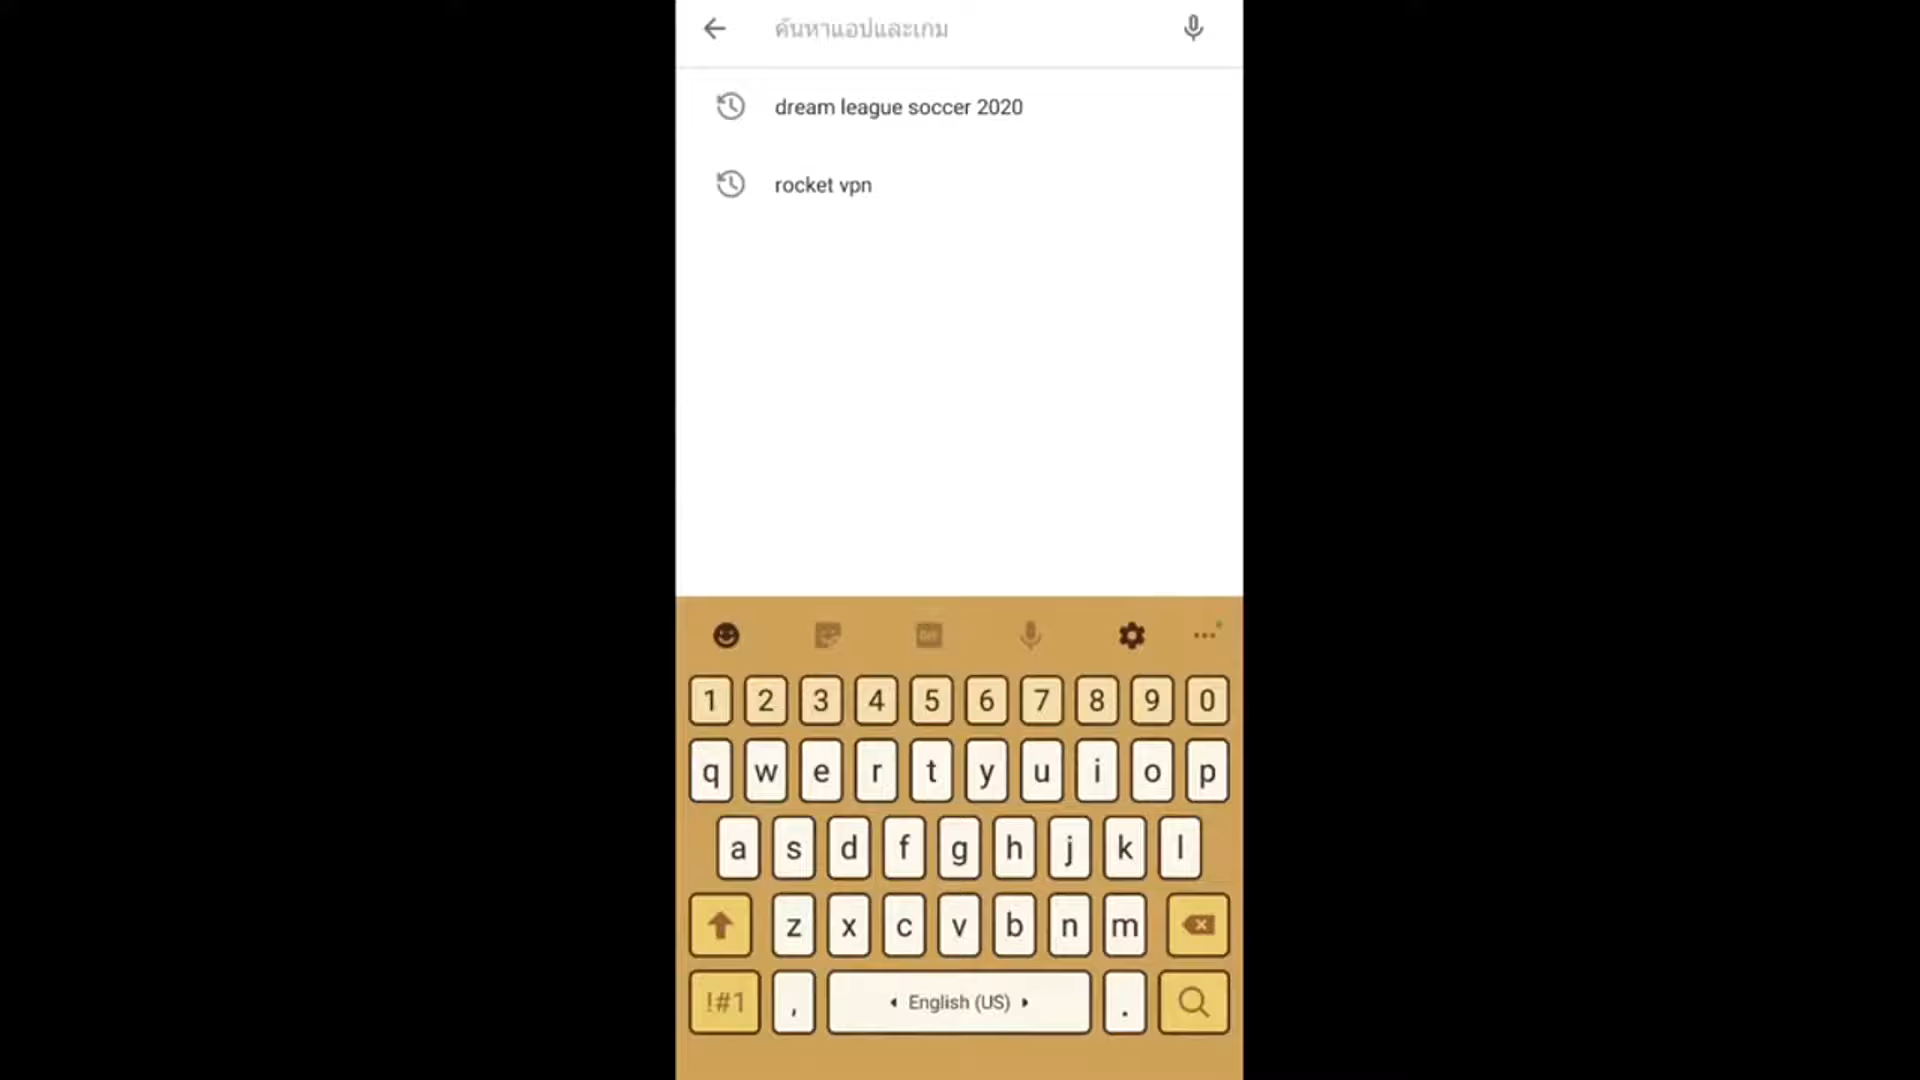 ค้นหาแอปและเกม
dream league soccer 2020
rocket vpn
GIF
1 2 3 4 5 6 7 8 9 0
q w e r t y u i o p
a s d f g h j k l
z x c v b n m
!#1 , English (US) .